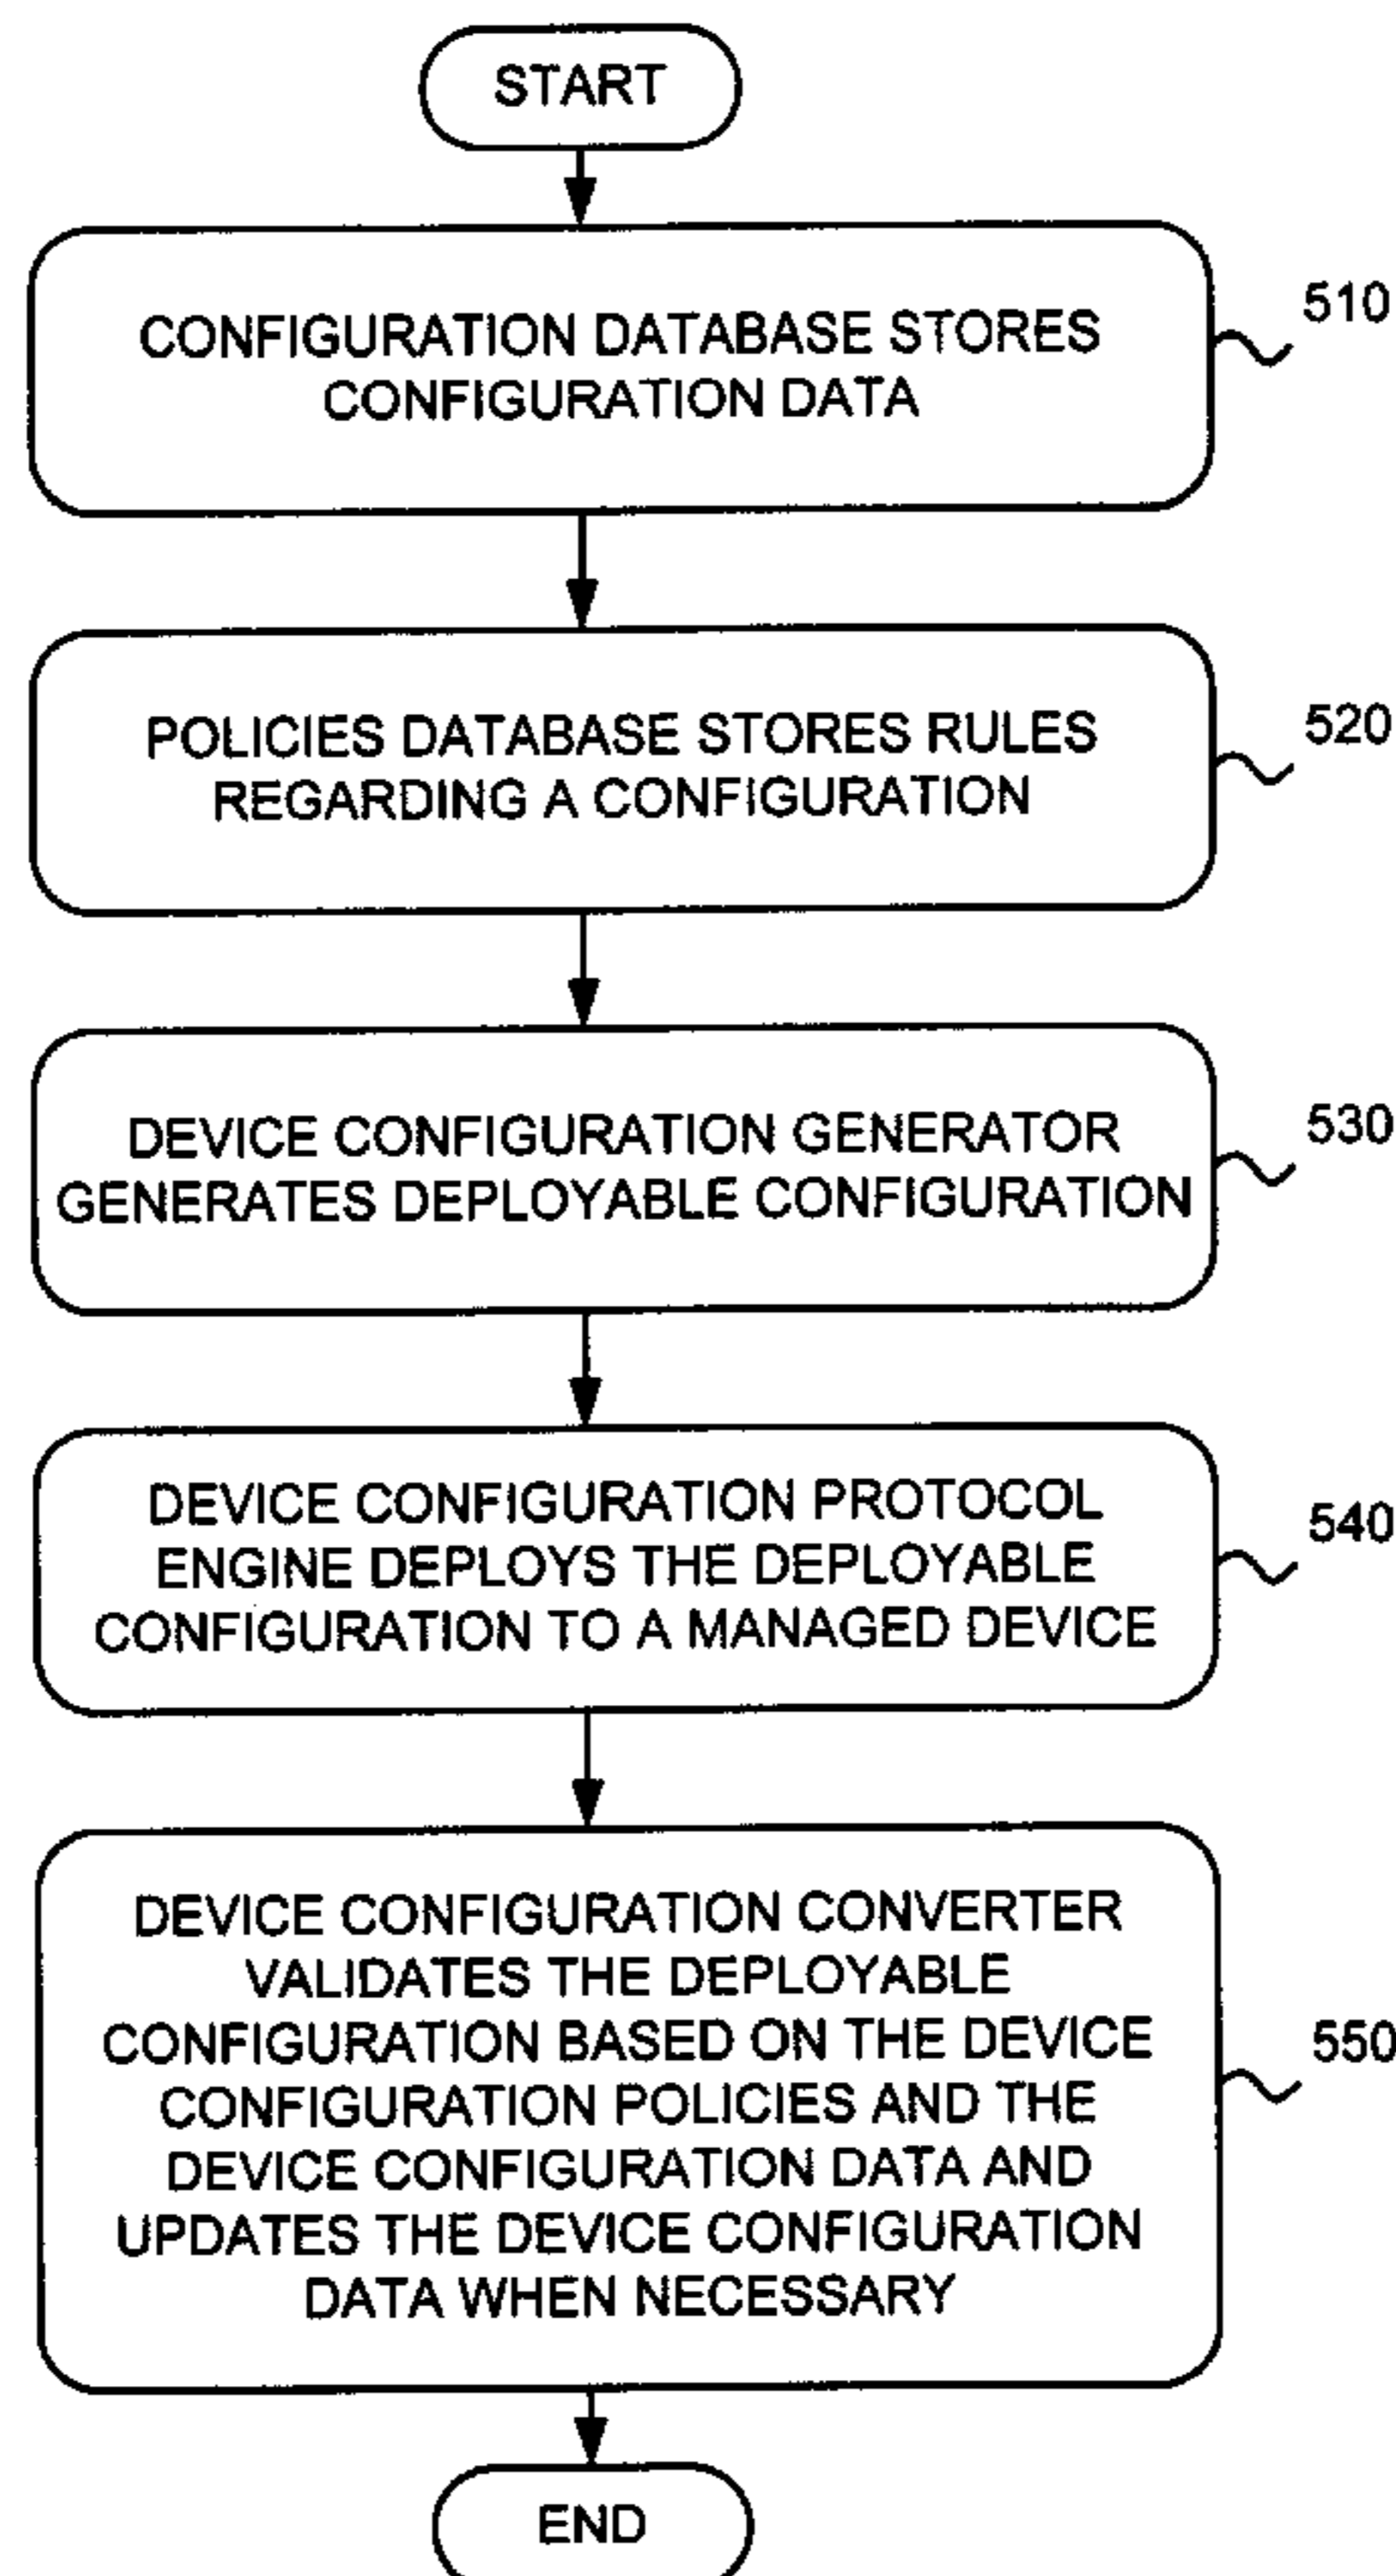 START
CONFIGURATION DATABASE STORES
CONFIGURATION DATA
510
POLICIES DATABASE STORES RULES
REGARDING A CONFIGURATION
520
DEVICE CONFIGURATION GENERATOR
GENERATES DEPLOYABLE CONFIGURATION
530
DEVICE CONFIGURATION PROTOCOL
ENGINE DEPLOYS THE DEPLOYABLE
CONFIGURATION TO A MANAGED DEVICE
540
DEVICE CONFIGURATION CONVERTER
VALIDATES THE DEPLOYABLE
CONFIGURATION BASED ON THE DEVICE
CONFIGURATION POLICIES AND THE
DEVICE CONFIGURATION DATA AND
UPDATES THE DEVICE CONFIGURATION
DATA WHEN NECESSARY
550
END